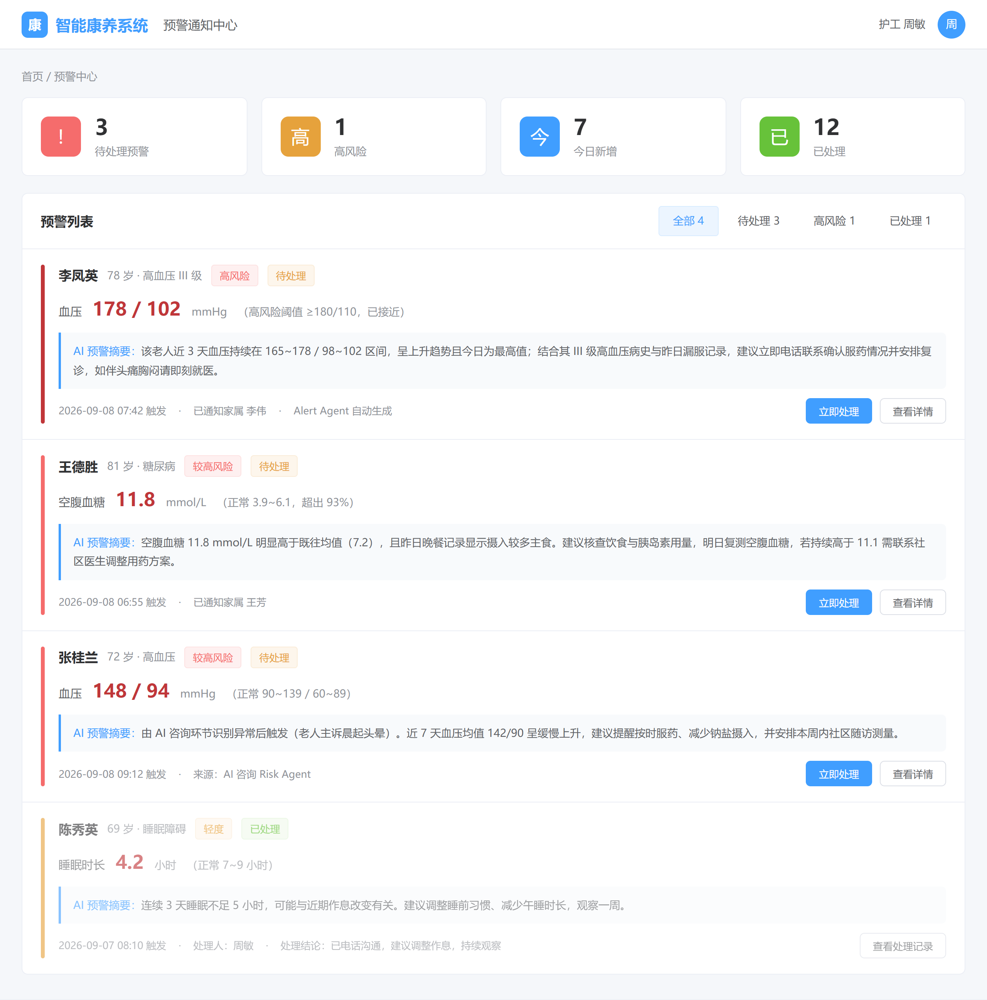 康 智能康养系统 预警通知中心 护工 周敏 周
首页 / 预警中心
! 3 待处理预警
高 1 高风险
今 7 今日新增
已 12 已处理
预警列表 全部 4 待处理 3 高风险 1 已处理 1
李凤英 78 岁 · 高血压 III 级 高风险 待处理
血压 178 / 102 mmHg （高风险阈值 ≥180/110，已接近）
AI 预警摘要：该老人近 3 天血压持续在 165~178 / 98~102 区间，呈上升趋势且今日为最高值；结合其 III 级高血压病史与昨日漏服记录，建议立即电话联系确认服药情况并安排复
诊，如伴头痛胸闷请即刻就医。
2026-09-08 07:42 触发 · 已通知家属 李伟 · Alert Agent 自动生成 立即处理 查看详情
王德胜 81 岁 · 糖尿病 较高风险 待处理
空腹血糖 11.8 mmol/L （正常 3.9~6.1，超出 93%）
AI 预警摘要：空腹血糖 11.8 mmol/L 明显高于既往均值（7.2），且昨日晚餐记录显示摄入较多主食。建议核查饮食与胰岛素用量，明日复测空腹血糖，若持续高于 11.1 需联系社
区医生调整用药方案。
2026-09-08 06:55 触发 · 已通知家属 王芳 立即处理 查看详情
张桂兰 72 岁 · 高血压 较高风险 待处理
血压 148 / 94 mmHg （正常 90~139 / 60~89）
AI 预警摘要：由 AI 咨询环节识别异常后触发（老人主诉晨起头晕）。近 7 天血压均值 142/90 呈缓慢上升，建议提醒按时服药、减少钠盐摄入，并安排本周内社区随访测量。
2026-09-08 09:12 触发 · 来源：AI 咨询 Risk Agent 立即处理 查看详情
陈秀英 69 岁 · 睡眠障碍 轻度 已处理
睡眠时长 4.2 小时 （正常 7~9 小时）
AI 预警摘要：连续 3 天睡眠不足 5 小时，可能与近期作息改变有关。建议调整睡前习惯、减少午睡时长，观察一周。
2026-09-07 08:10 触发 · 处理人：周敏 · 处理结论：已电话沟通，建议调整作息，持续观察 查看处理记录